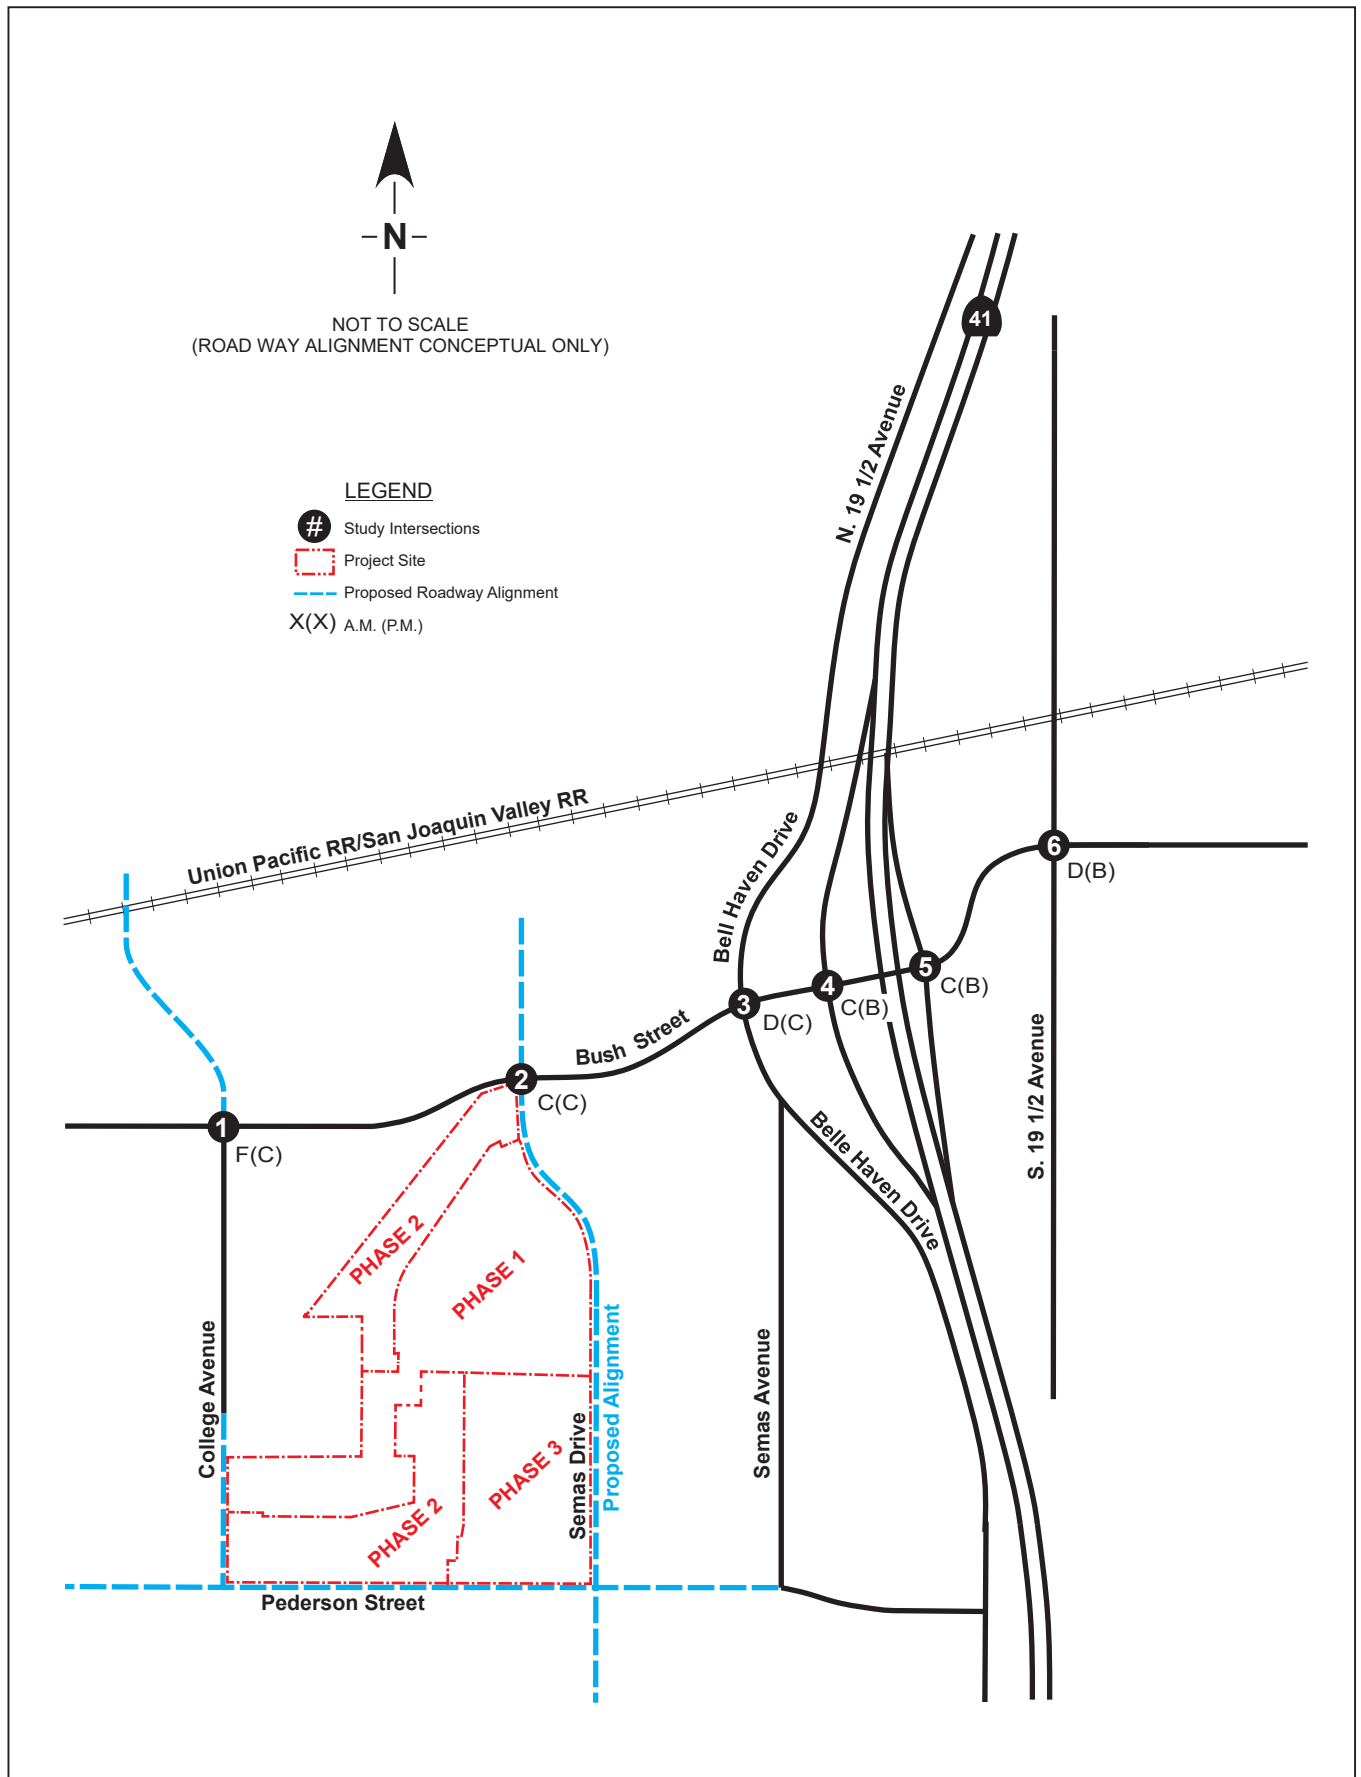 N
NOT TO SCALE
(ROAD WAY ALIGNMENT CONCEPTUAL ONLY)
41
N. 19 1/2 Avenue
LEGEND
# Study Intersections
Project Site
Proposed Roadway Alignment
X(X) A.M. (P.M.)
Union Pacific RR/San Joaquin Valley RR
Bell Haven Drive
6
D(B)
5
C(B)
4
C(B)
3
D(C)
Bush Street
2
C(C)
1
F(C)
S. 19 1/2 Avenue
Belle Haven Drive
PHASE 2
PHASE 1
College Avenue
Semas Drive
Proposed Alignment
Semas Avenue
PHASE 3
PHASE 2
Pederson Street